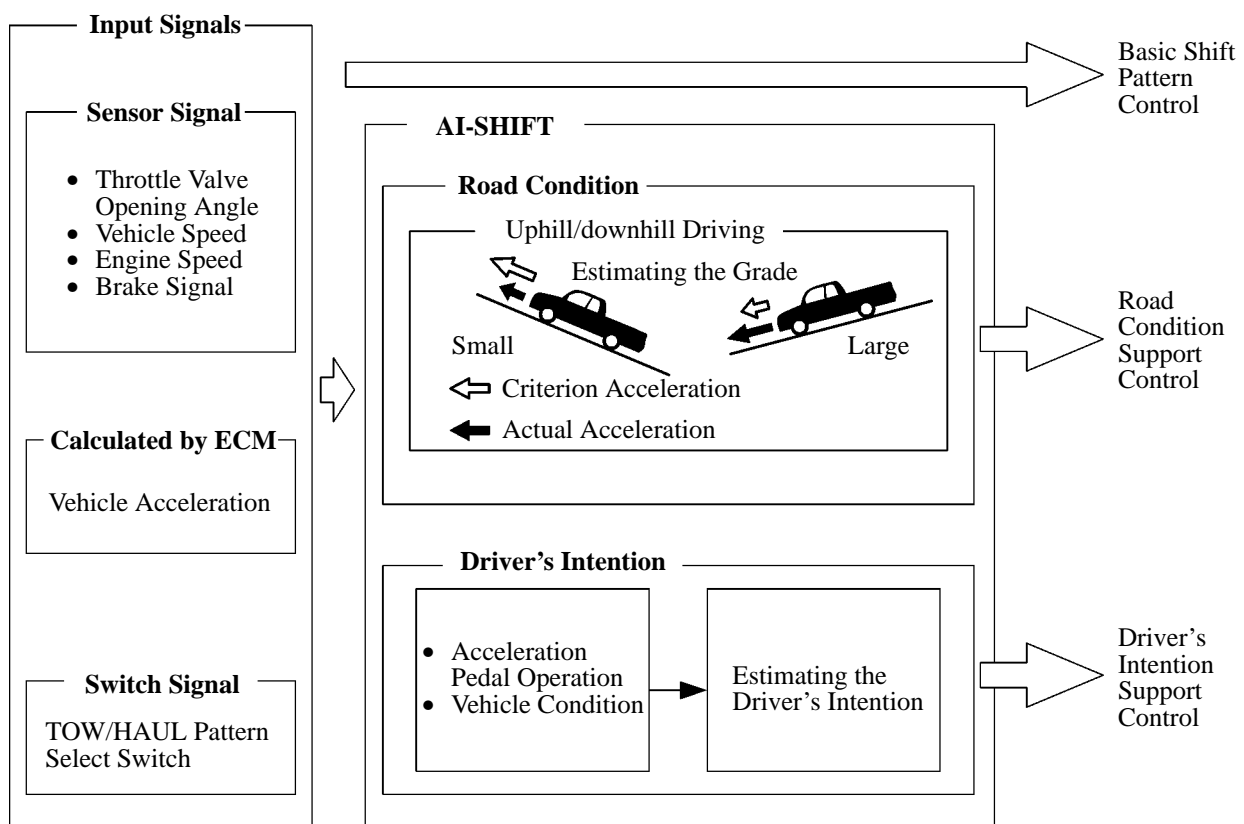 Input Signals
Sensor Signal
• Throttle Valve
Opening Angle
• Vehicle Speed
• Engine Speed
• Brake Signal
Calculated by ECM
Vehicle Acceleration
Switch Signal
TOW/HAUL Pattern
Select Switch
Basic Shift
Pattern
Control
AI-SHIFT
Road Condition
Uphill/downhill Driving
Estimating the Grade
Small
Large
Criterion Acceleration
Actual Acceleration
Road
Condition
Support
Control
Driver’s Intention
• Acceleration
Pedal Operation
• Vehicle Condition
Estimating the
Driver’s Intention
Driver’s
Intention
Support
Control